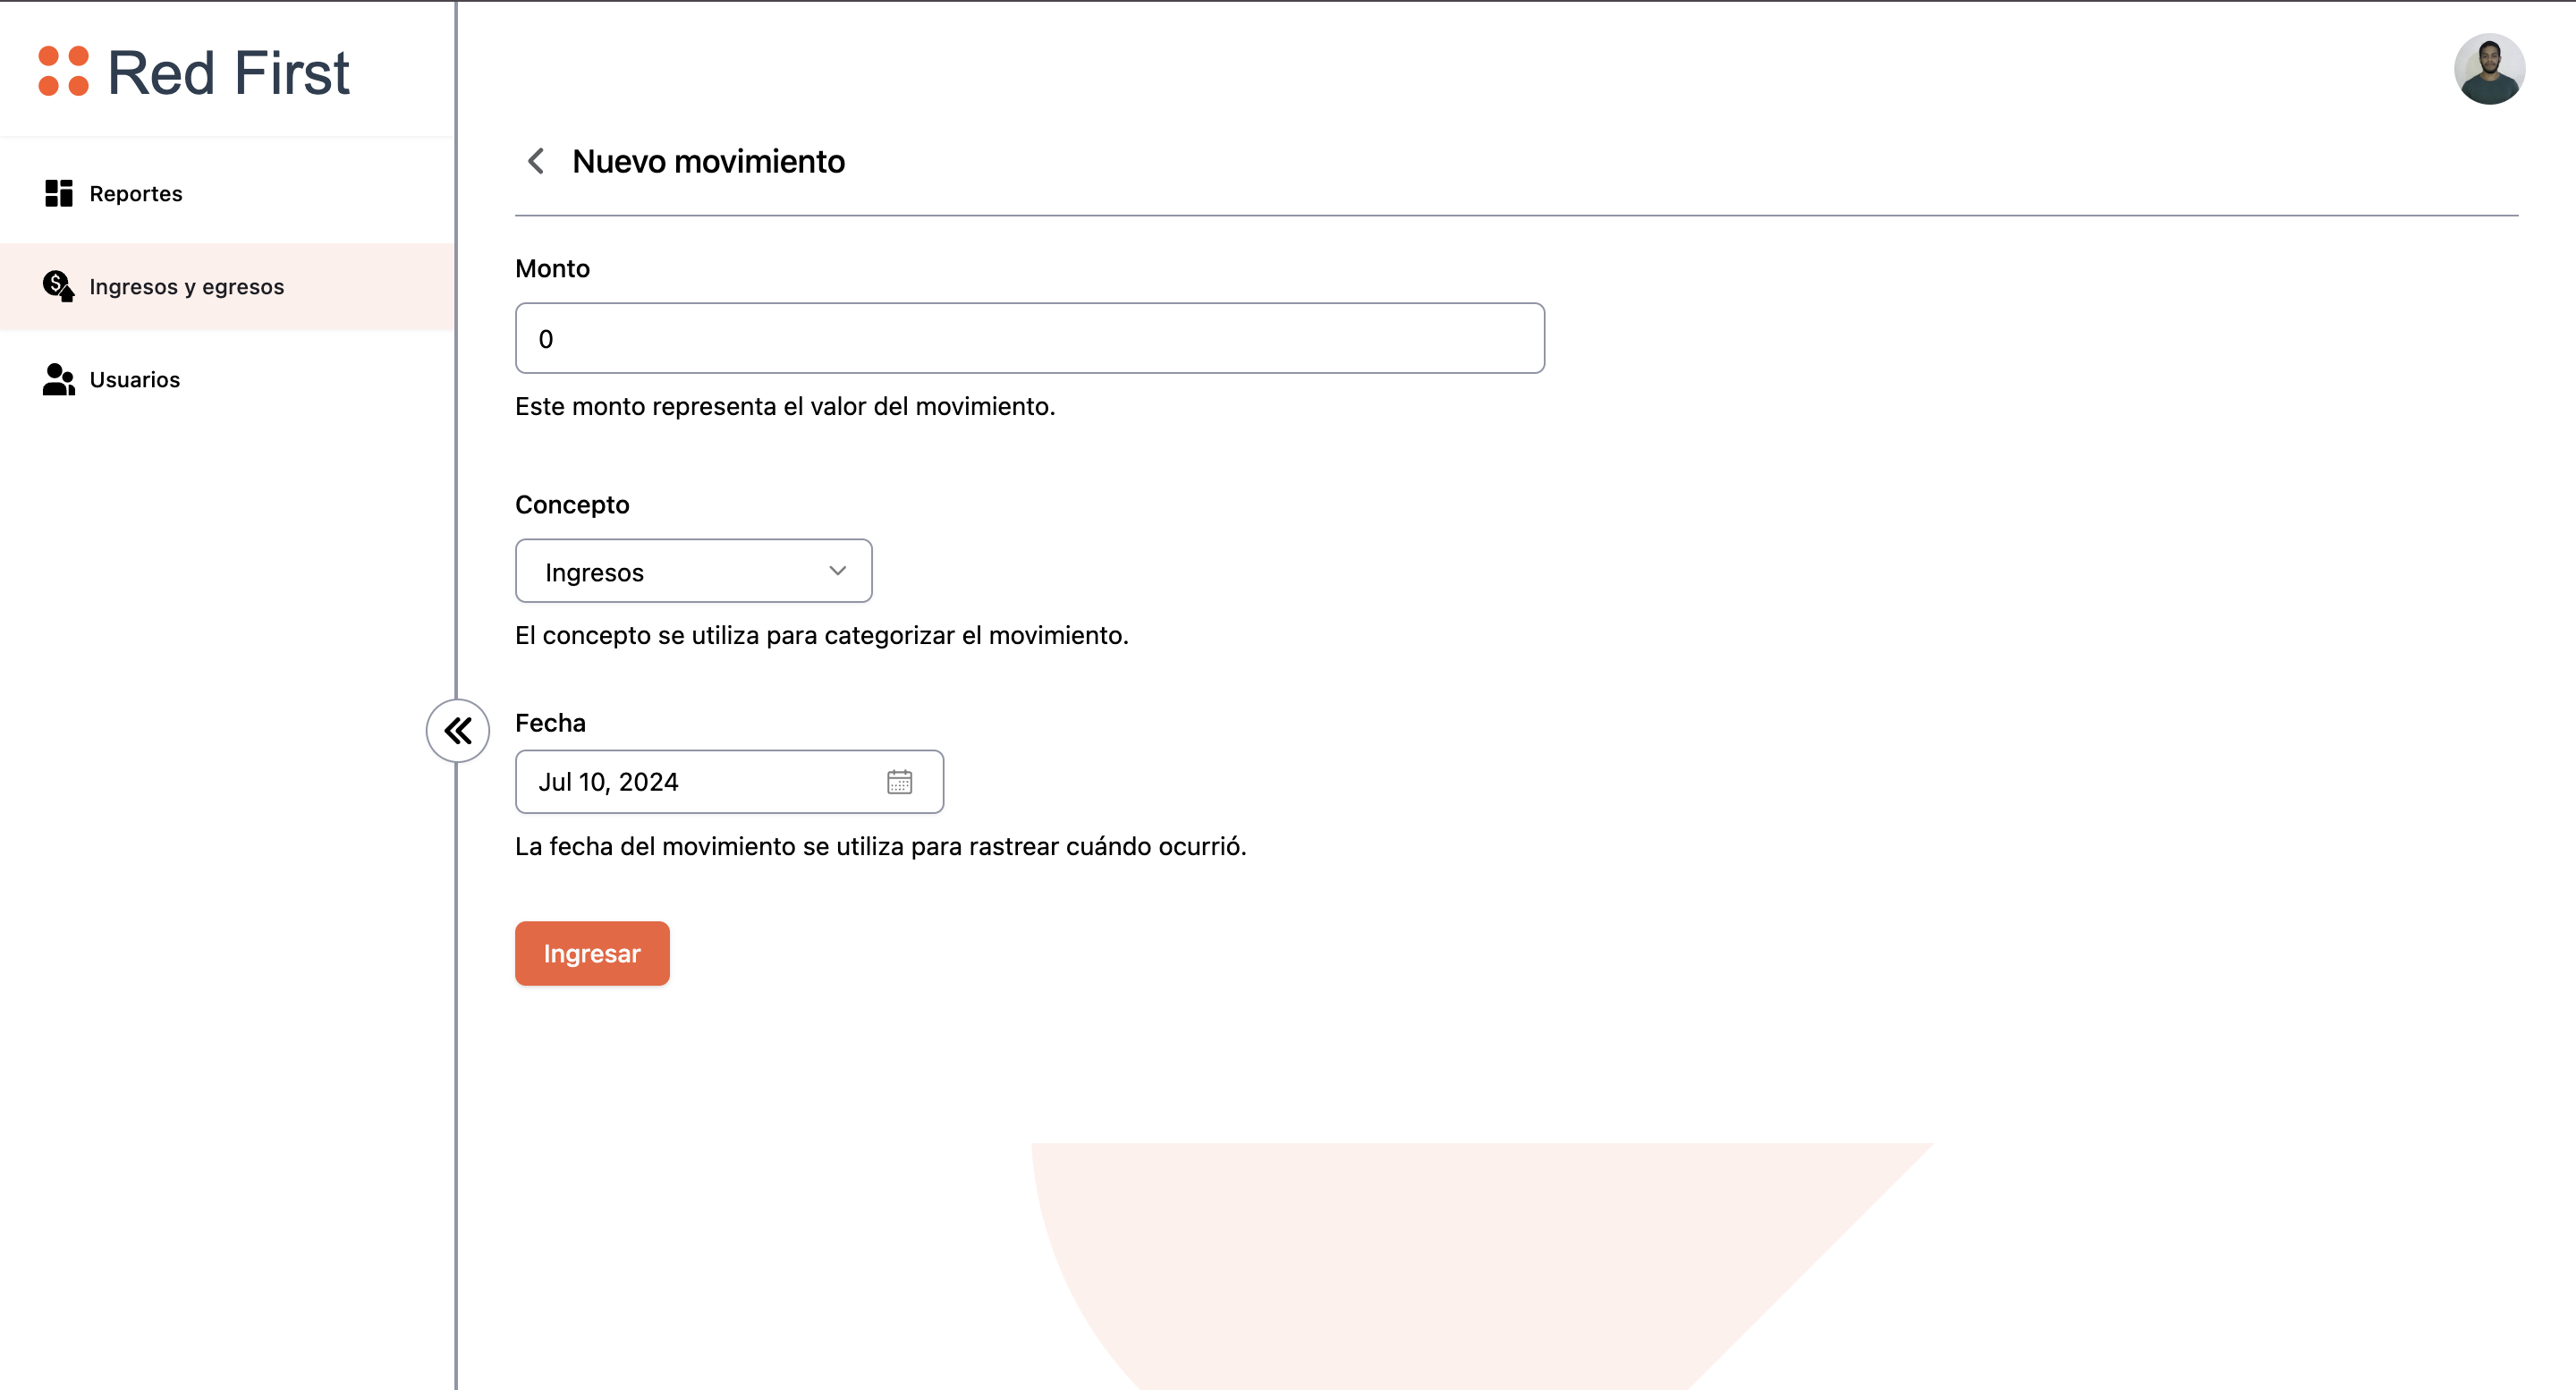 Red First
Reportes
Ingresos y egresos
Usuarios
Nuevo movimiento
Monto
0
Este monto representa el valor del movimiento.
Concepto
Ingresos
El concepto se utiliza para categorizar el movimiento.
Fecha
Jul 10, 2024
La fecha del movimiento se utiliza para rastrear cuándo ocurrió.
Ingresar